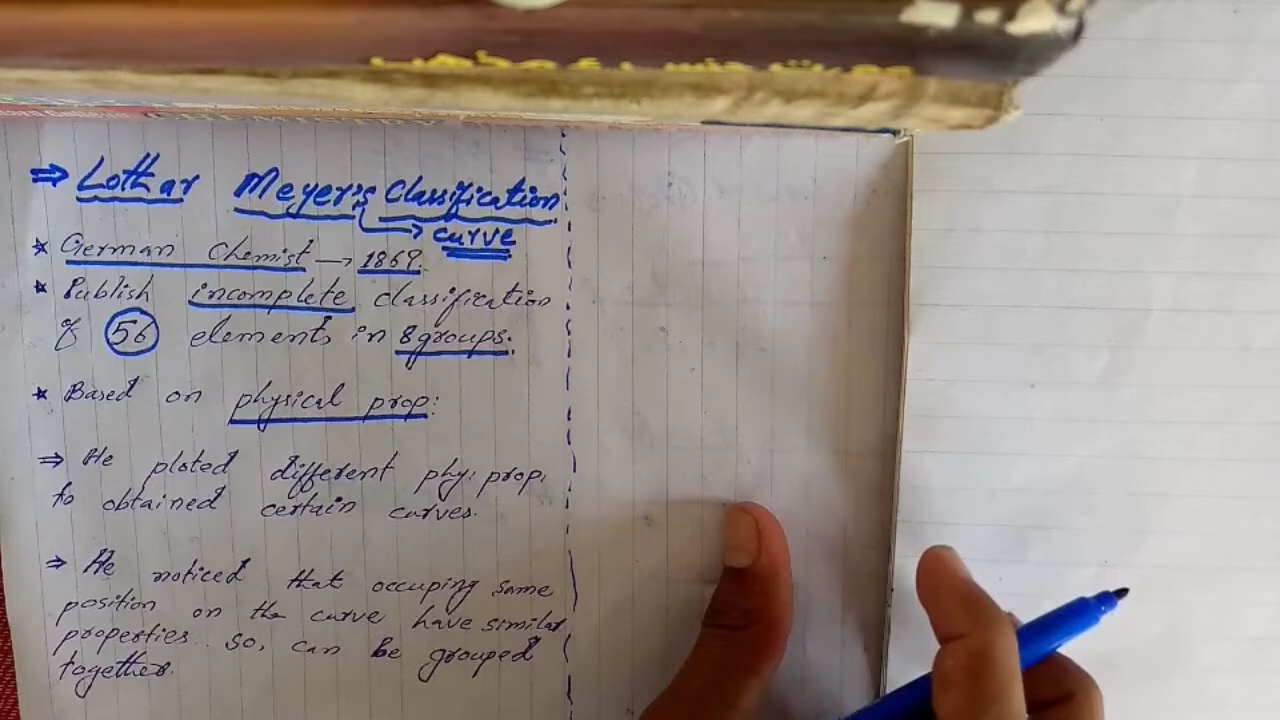 ⇒ Lothar Meyer's Classification
→ curve
* German Chemist → 1869.
* Publish incomplete classification
of 56 elements in 8 groups.
* Based on physical prop:
⇒ He ploted different phy. prop.
to obtained certain curves.
⇒ He noticed that occuping same
position on the curve have similar
properties. so, can be grouped
together.